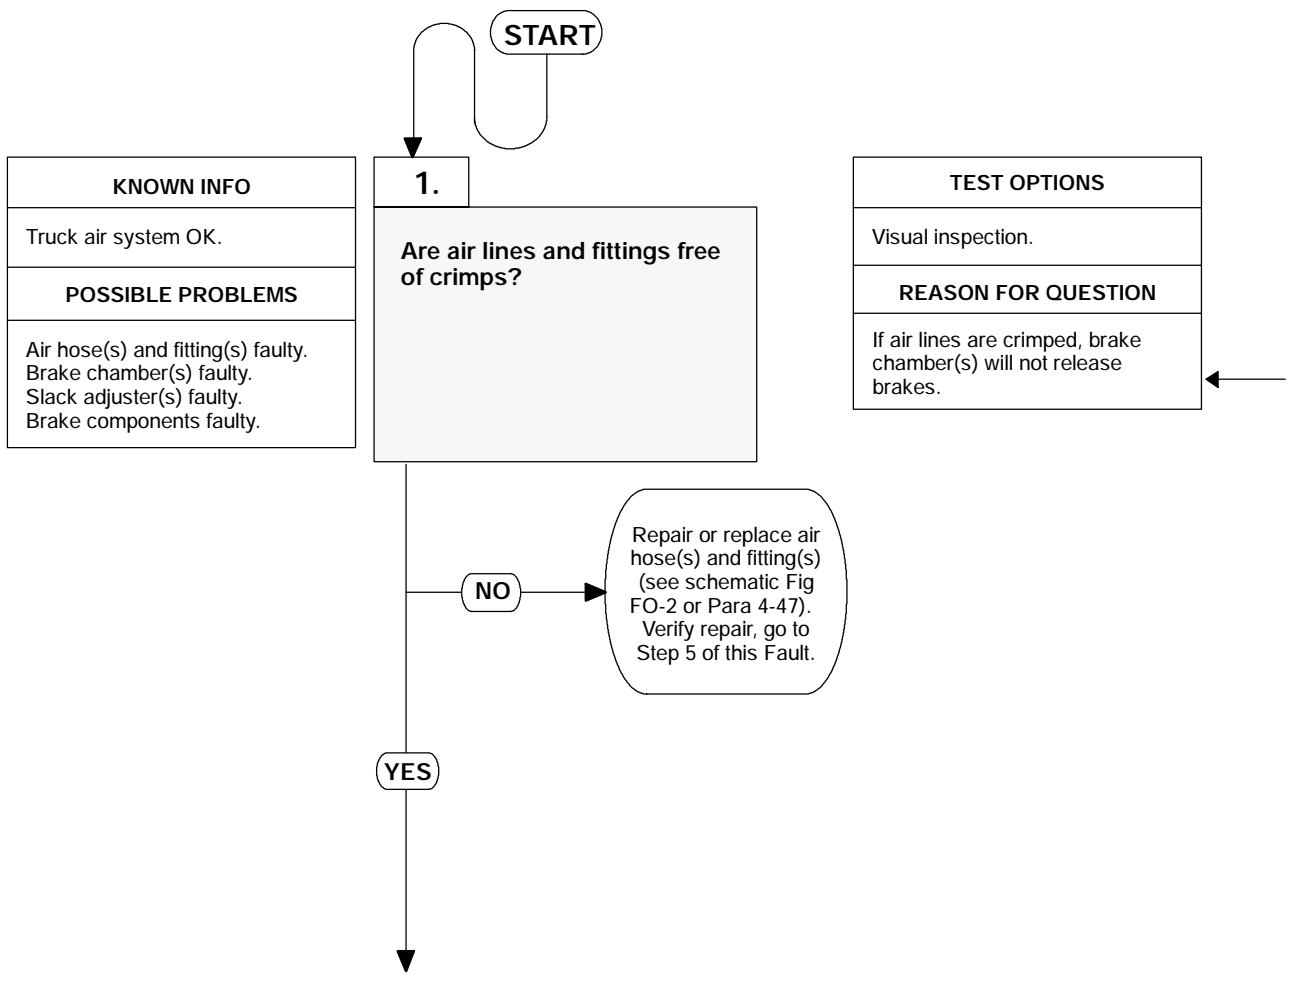 START
KNOWN INFO
Truck air system OK.
POSSIBLE PROBLEMS
Air hose(s) and fitting(s) faulty.
Brake chamber(s) faulty.
Slack adjuster(s) faulty.
Brake components faulty.
1.
Are air lines and fittings free
of crimps?
TEST OPTIONS
Visual inspection.
REASON FOR QUESTION
If air lines are crimped, brake
chamber(s) will not release
brakes.
NO
Repair or replace air
hose(s) and fitting(s)
(see schematic Fig
FO-2 or Para 4-47).
Verify repair, go to
Step 5 of this Fault.
YES